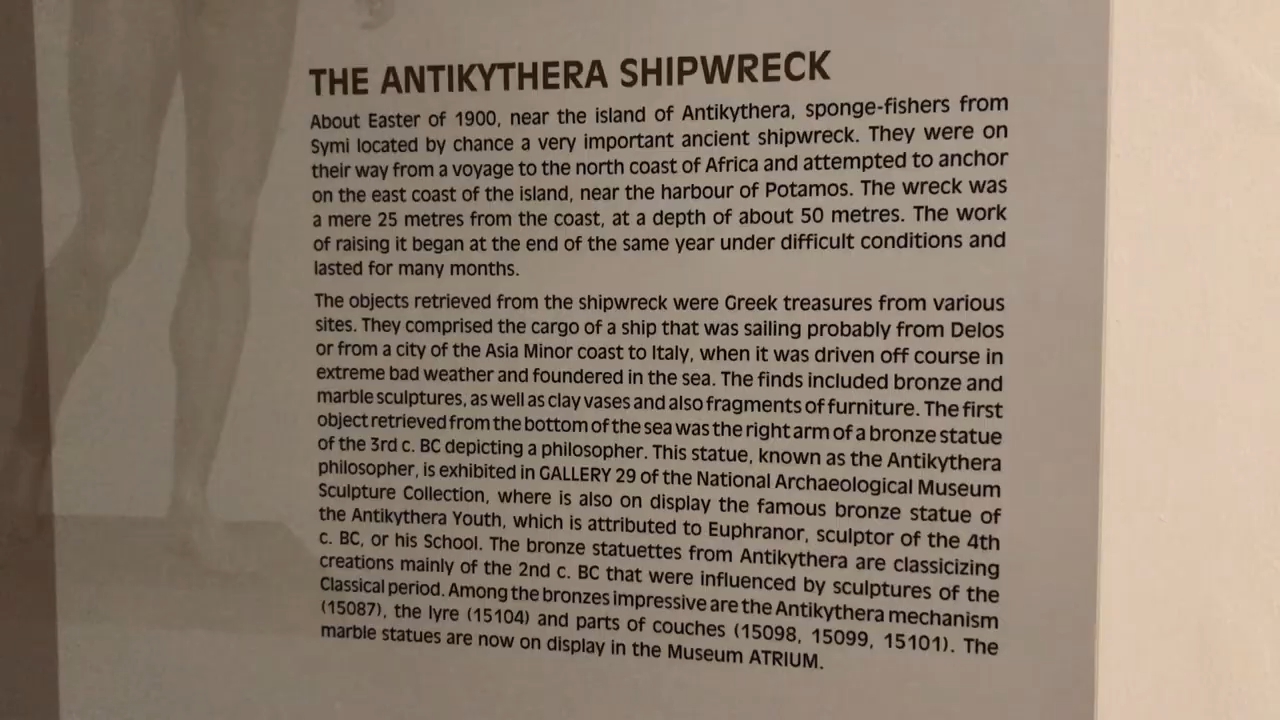 THE ANTIKYTHERA SHIPWRECK
About Easter of 1900, near the island of Antikythera, sponge-fishers from
Symi located by chance a very important ancient shipwreck. They were on
their way from a voyage to the north coast of Africa and attempted to anchor
on the east coast of the island, near the harbour of Potamos. The wreck was
a mere 25 metres from the coast, at a depth of about 50 metres. The work
of raising it began at the end of the same year under difficult conditions and
lasted for many months.
The objects retrieved from the shipwreck were Greek treasures from various
sites. They comprised the cargo of a ship that was sailing probably from Delos
or from a city of the Asia Minor coast to Italy, when it was driven off course in
extreme bad weather and foundered in the sea. The finds included bronze and
marble sculptures, as well as clay vases and also fragments of furniture. The first
object retrieved from the bottom of the sea was the right arm of a bronze statue
of the 3rd c. BC depicting a philosopher. This statue, known as the Antikythera
philosopher, is exhibited in GALLERY 29 of the National Archaeological Museum
Sculpture Collection, where is also on display the famous bronze statue of
the Antikythera Youth, which is attributed to Euphranor, sculptor of the 4th
c. BC, or his School. The bronze statuettes from Antikythera are classicizing
creations mainly of the 2nd c. BC that were influenced by sculptures of the
Classical period. Among the bronzes impressive are the Antikythera mechanism
(15087), the lyre (15104) and parts of couches (15098, 15099, 15101). The
marble statues are now on display in the Museum ATRIUM.